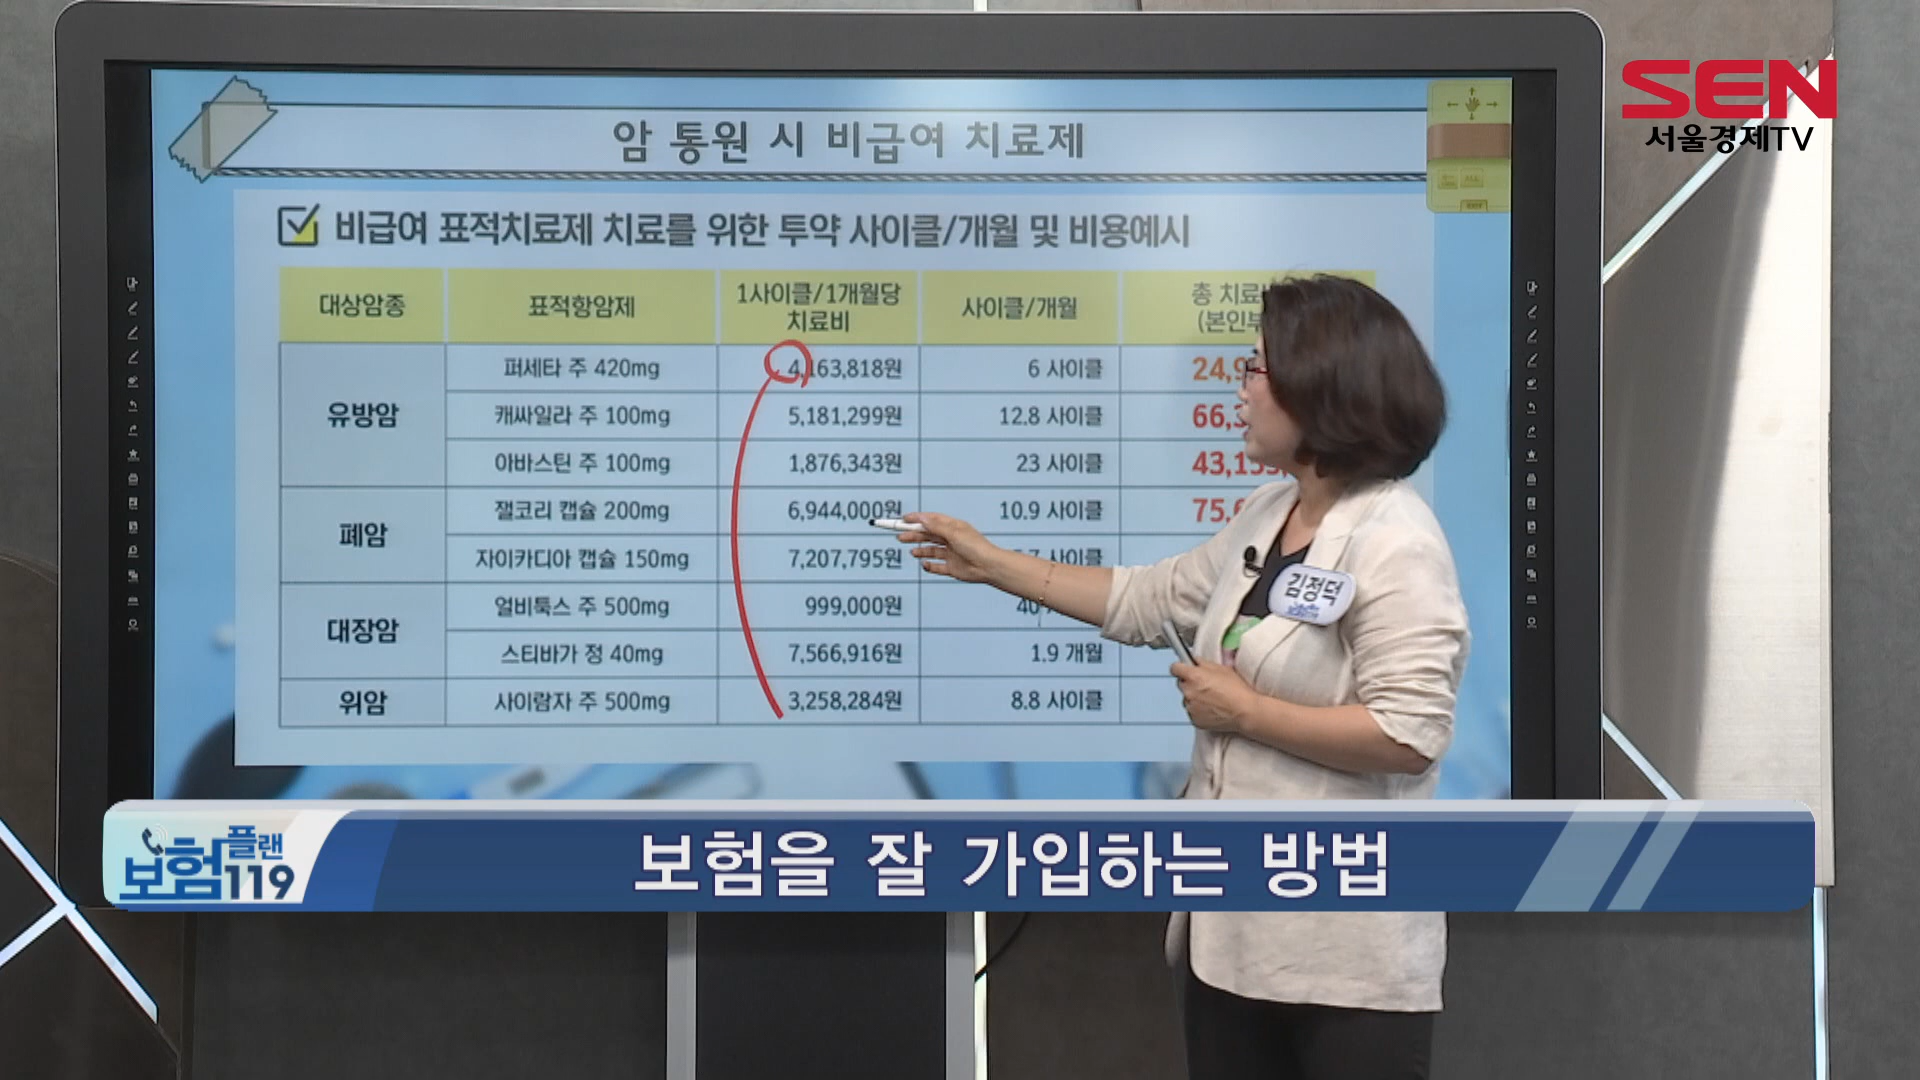 SEN
서울경제TV
암 통원 시 비급여 치료제
비급여 표적치료제 치료를 위한 투약 사이클/개월 및 비용예시
대상암종 표적항암제 1사이클/1개월당 치료비 사이클/개월 총
유방암 퍼세타 주 420mg 4,163,818원 6 사이클
캐싸일라 주 100mg 5,181,299원 12.8 사이클
아바스틴 주 100mg 1,876,343원 23 사이클
폐암 잴코리 캡슐 200mg 6,944,000원 10.9 사이클
자이카디아 캡슐 150mg 7,207,795원 사이클
대장암 얼비툭스 주 500mg 999,000원
스티바가 정 40mg 7,566,916원 1.9 개월
위암 사이람자 주 500mg 3,258,284원 8.8 사이클
김정덕
보험플랜119
보험을 잘 가입하는 방법